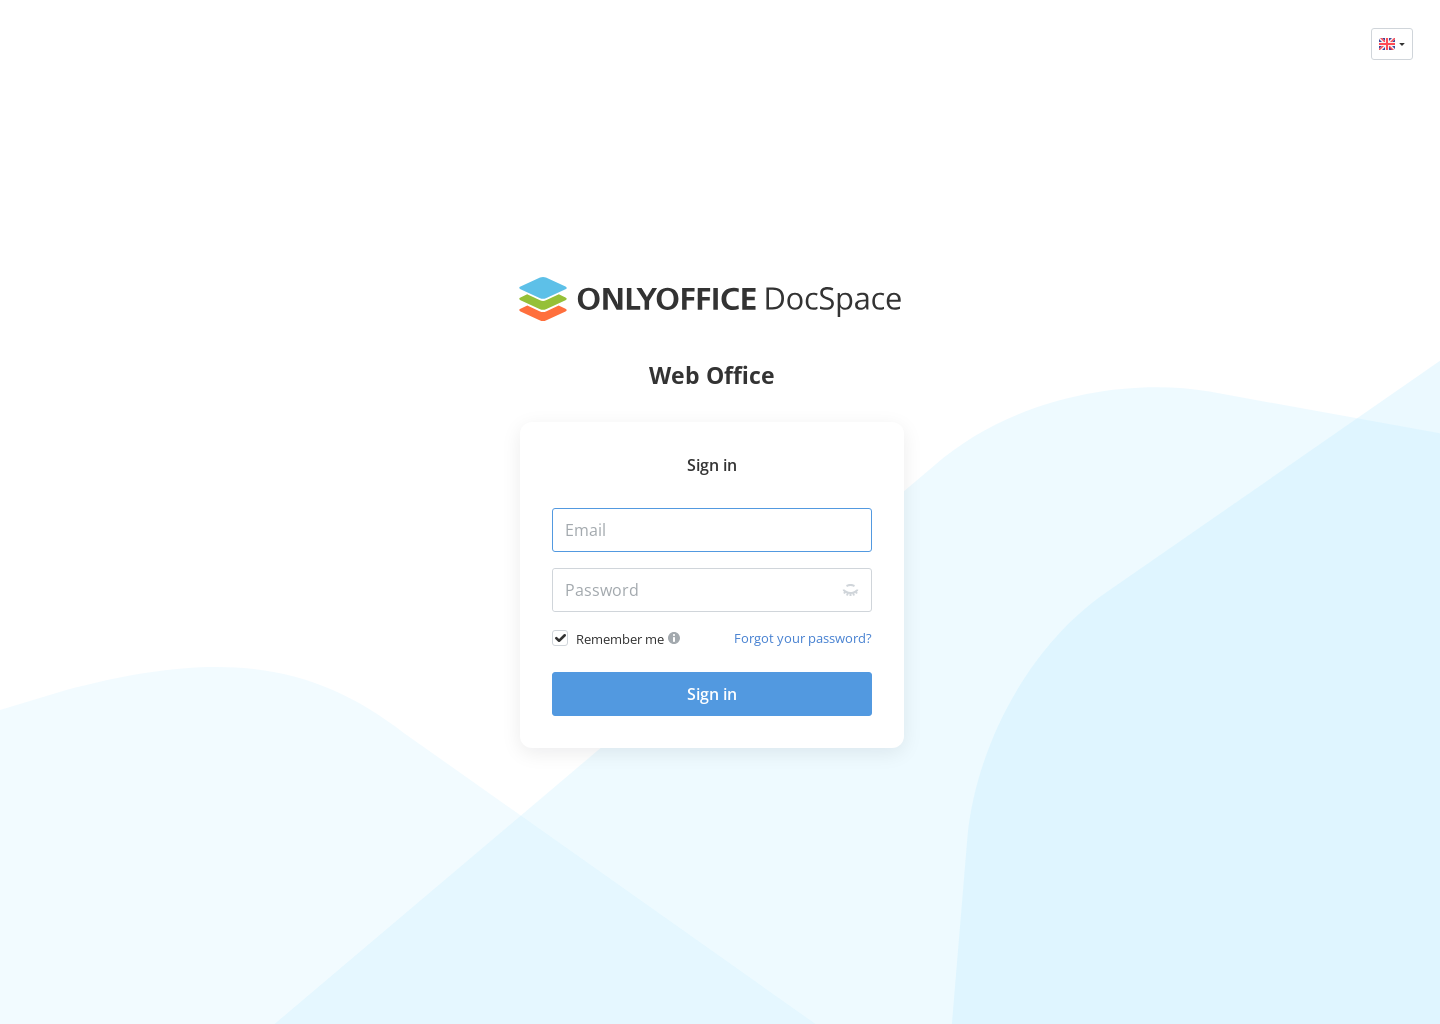 ONLYOFFICE DocSpace
Web Office
Sign in
Email
Password
Remember me
Forgot your password?
Sign in